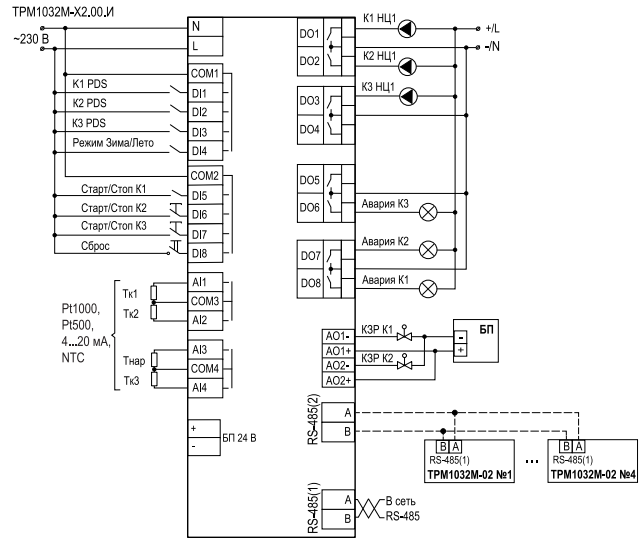 ТРМ1032М-Х2.00.И
~230 В
N
L
COM1
K1 PDS
DI1
K2 PDS
DI2
K3 PDS
DI3
Режим Зима/Лето
DI4
COM2
Старт/Стоп К1
DI5
Старт/Стоп К2
DI6
Старт/Стоп К3
DI7
Сброс
DI8
Pt1000,
Pt500,
4...20 мА,
NTC
Тк1
Тк2
AI1
COM3
AI2
Тнар
Тк3
AI3
COM4
AI4
+
-
БП 24 В
DO1
DO2
К1 НЦ1
К2 НЦ1
+/L
-/N
DO3
DO4
К3 НЦ1
DO5
DO6
Авария К3
DO7
DO8
Авария К2
Авария К1
AO1-
AO1+
AO2-
AO2+
КЗР К1
КЗР К2
-
+
БП
RS-485(2)
A
B
B A
RS-485(1)
ТРМ1032М-02 №1
...
B A
RS-485(1)
ТРМ1032М-02 №4
RS-485(1)
A
B
В сеть
RS-485